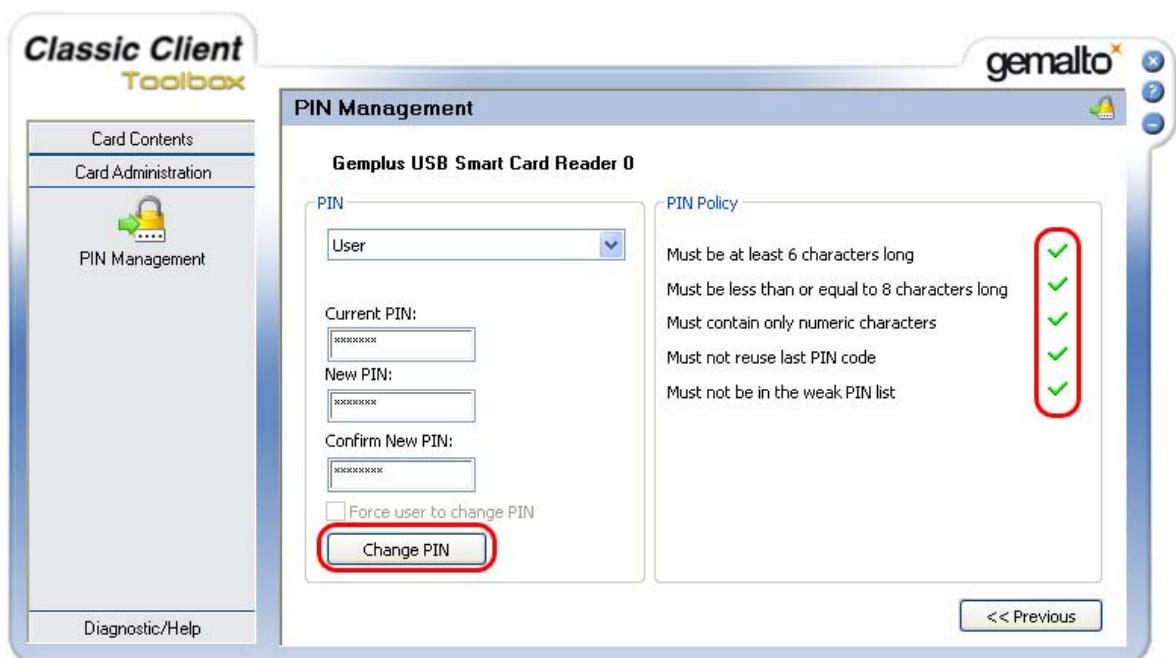 Classic Client
Toolbox
gemalto
Card Contents
Card Administration
PIN Management
Diagnostic/Help
PIN Management
Gemplus USB Smart Card Reader 0
PIN
User
Current PIN:
*******
New PIN:
*******
Confirm New PIN:
********
Force user to change PIN
Change PIN
PIN Policy
Must be at least 6 characters long
Must be less than or equal to 8 characters long
Must contain only numeric characters
Must not reuse last PIN code
Must not be in the weak PIN list
<< Previous